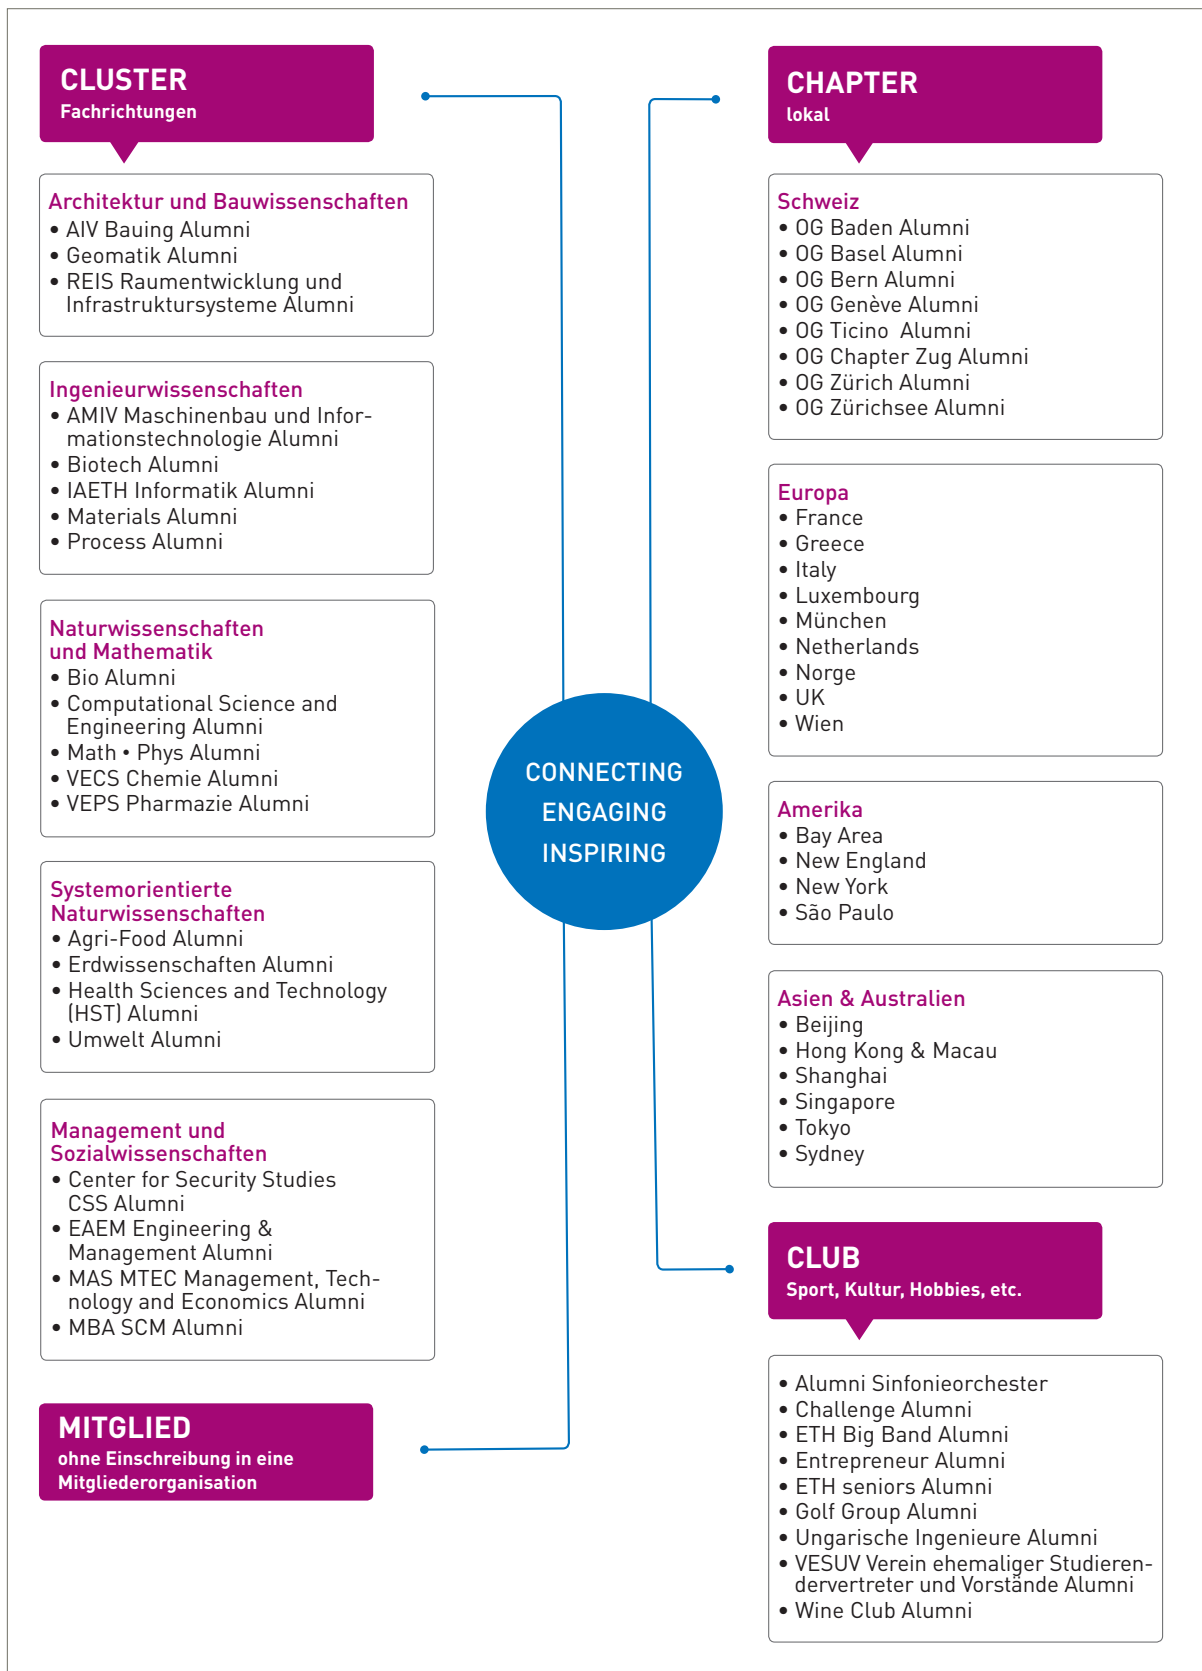 CLUSTER
Fachrichtungen
Architektur und Bauwissenschaften
• AIV Bauing Alumni
• Geomatik Alumni
• REIS Raumentwicklung und
Infrastruktursysteme Alumni
Ingenieurwissenschaften
• AMIV Maschinenbau und Infor-
mationstechnologie Alumni
• Biotech Alumni
• IAETH Informatik Alumni
• Materials Alumni
• Process Alumni
Naturwissenschaften
und Mathematik
• Bio Alumni
• Computational Science and
Engineering Alumni
• Math • Phys Alumni
• VECS Chemie Alumni
• VEPS Pharmazie Alumni
Systemorientierte
Naturwissenschaften
• Agri-Food Alumni
• Erdwissenschaften Alumni
• Health Sciences and Technology
(HST) Alumni
• Umwelt Alumni
Management und
Sozialwissenschaften
• Center for Security Studies
CSS Alumni
• EAEM Engineering &
Management Alumni
• MAS MTEC Management, Tech-
nology and Economics Alumni
• MBA SCM Alumni
MITGLIED
ohne Einschreibung in eine
Mitgliederorganisation
CONNECTING
ENGAGING
INSPIRING
CHAPTER
lokal
Schweiz
• OG Baden Alumni
• OG Basel Alumni
• OG Bern Alumni
• OG Genève Alumni
• OG Ticino  Alumni
• OG Chapter Zug Alumni
• OG Zürich Alumni
• OG Zürichsee Alumni
Europa
• France
• Greece
• Italy
• Luxembourg
• München
• Netherlands
• Norge
• UK
• Wien
Amerika
• Bay Area
• New England
• New York
• São Paulo
Asien & Australien
• Beijing
• Hong Kong & Macau
• Shanghai
• Singapore
• Tokyo
• Sydney
CLUB
Sport, Kultur, Hobbies, etc.
• Alumni Sinfonieorchester
• Challenge Alumni
• ETH Big Band Alumni
• Entrepreneur Alumni
• ETH seniors Alumni
• Golf Group Alumni
• Ungarische Ingenieure Alumni
• VESUV Verein ehemaliger Studieren-
dervertreter und Vorstände Alumni
• Wine Club Alumni